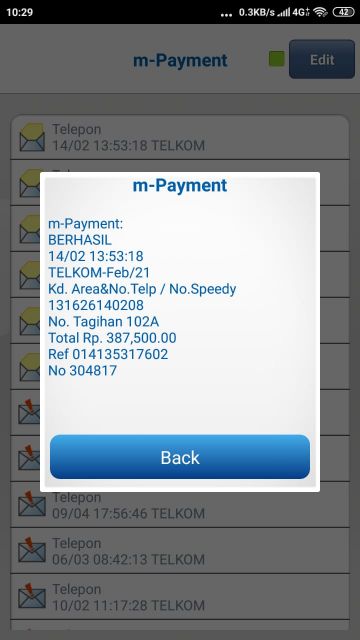 10:29
... 0.3KB/s 4G 42
m-Payment
Edit
Telepon
14/02 13:53:18 TELKOM
m-Payment
m-Payment:
BERHASIL
14/02 13:53:18
TELKOM-Feb/21
Kd. Area&No.Telp / No.Speedy
131626140208
No. Tagihan 102A
Total Rp. 387,500.00
Ref 014135317602
No 304817
Back
Telepon
09/04 17:56:46 TELKOM
Telepon
06/03 08:42:13 TELKOM
Telepon
10/02 11:17:28 TELKOM